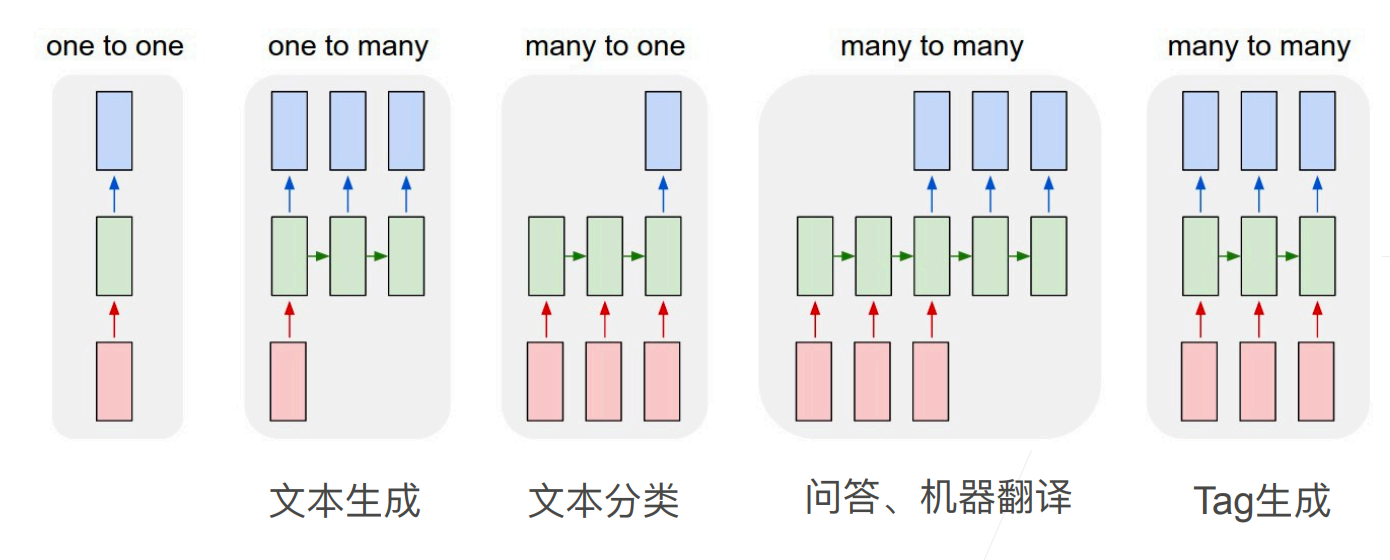 one to one
one to many
many to one
many to many
many to many
文本生成
文本分类
问答、机器翻译
Tag生成